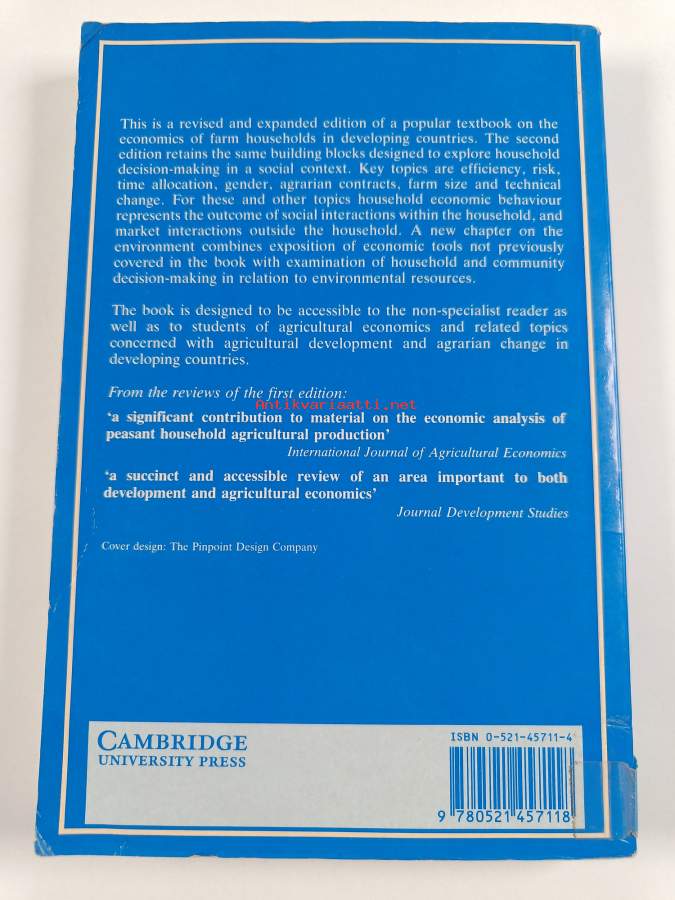 This is a revised and expanded edition of a popular textbook on the
economics of farm households in developing countries. The second
edition retains the same building blocks designed to explore household
decision-making in a social context. Key topics are efficiency, risk,
time allocation, gender, agrarian contracts, farm size and technical
change. For these and other topics household economic behaviour
represents the outcome of social interactions within the household, and
market interactions outside the household. A new chapter on the
environment combines exposition of economic tools not previously
covered in the book with examination of household and community
decision-making in relation to environmental resources.
The book is designed to be accessible to the non-specialist reader as
well as to students of agricultural economics and related topics
concerned with agricultural development and agrarian change in
developing countries.
From the reviews of the first edition:
Antikvariaatti.net
‘a significant contribution to material on the economic analysis of
peasant household agricultural production’
International Journal of Agricultural Economics
‘a succinct and accessible review of an area important to both
development and agricultural economics’
Journal Development Studies
Cover design: The Pinpoint Design Company
CAMBRIDGE
UNIVERSITY PRESS
ISBN 0-521-45711-4
9 780521 457118